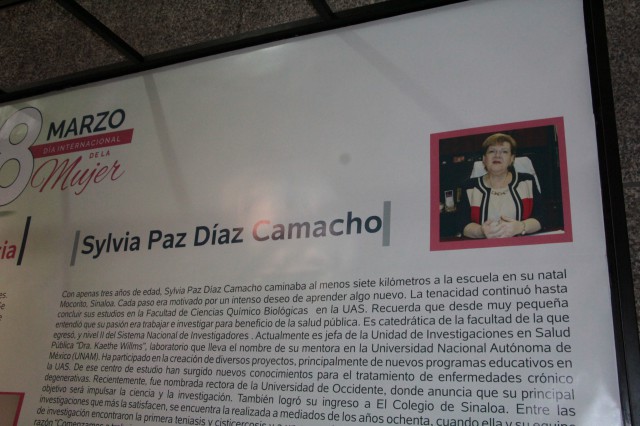 8 MARZO
DÍA INTERNACIONAL
DE LA
Mujer
Sylvia Paz Díaz Camacho
Con apenas tres años de edad, Sylvia Paz Díaz Camacho caminaba al menos siete kilómetros a la escuela en su natal
Mocorito, Sinaloa. Cada paso era motivado por un intenso deseo de aprender algo nuevo. La tenacidad continuó hasta
concluir sus estudios en la Facultad de Ciencias Químico Biológicas en la UAS. Recuerda que desde muy pequeña
entendió que su pasión era trabajar e investigar para beneficio de la salud pública. Es catedrática de la facultad de la que
egresó, y nivel II del Sistema Nacional de Investigadores. Actualmente es jefa de la Unidad de Investigaciones en Salud
Pública "Dra. Kaethe Willms", laboratorio que lleva el nombre de su mentora en la Universidad Nacional Autónoma de
México (UNAM). Ha participado en la creación de diversos proyectos, principalmente de nuevos programas educativos en
la UAS. De ese centro de estudio han surgido nuevos conocimientos para el tratamiento de enfermedades crónico
degenerativas. Recientemente, fue nombrada rectora de la Universidad de Occidente, donde anuncia que su principal
objetivo será impulsar la ciencia y la investigación. También logró su ingreso a El Colegio de Sinaloa. Entre las
investigaciones que más la satisfacen, se encuentra la realizada a mediados de los años ochenta, cuando ella y su equipo
de investigación encontraron la primera teniasis y cisticercosis
razón "Comenzamos a